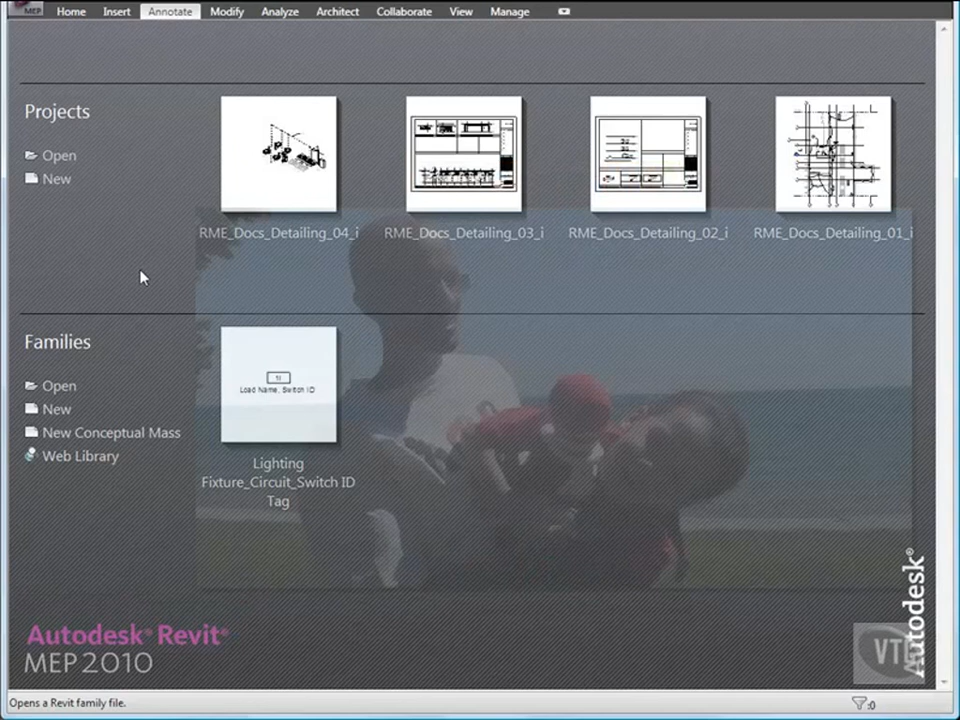 MEP
Home Insert Annotate Modify Analyze Architect Collaborate View Manage
Projects
Open
New
RME_Docs_Detailing_04_i RME_Docs_Detailing_03_i RME_Docs_Detailing_02_i RME_Docs_Detailing_01_i
Families
Open
New
New Conceptual Mass
Web Library
Load Name, Switch ID
Lighting
Fixture_Circuit_Switch ID
Tag
Autodesk® Revit®
MEP 2010
Autodesk®
Opens a Revit family file.
:0